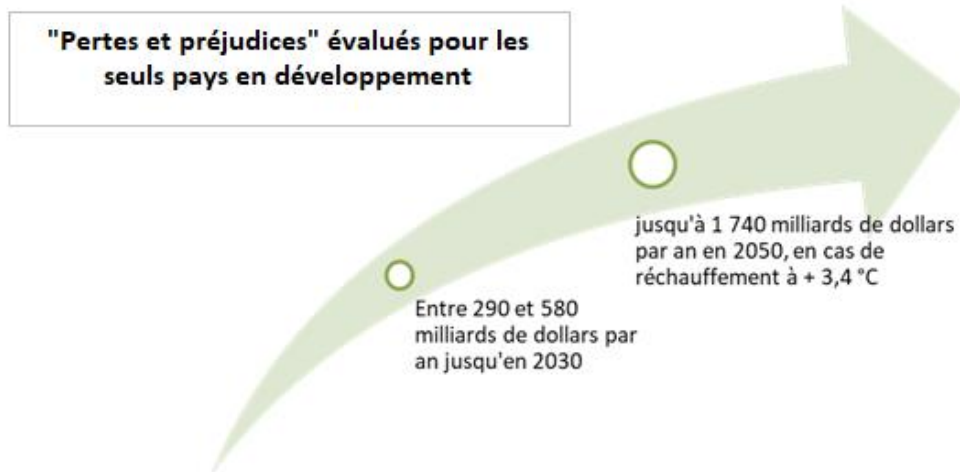 "Pertes et préjudices" évalués pour les
seuls pays en développement
jusqu'à 1 740 milliards de dollars
par an en 2050, en cas de
réchauffement à + 3,4 °C
Entre 290 et 580
milliards de dollars par
an jusqu'en 2030